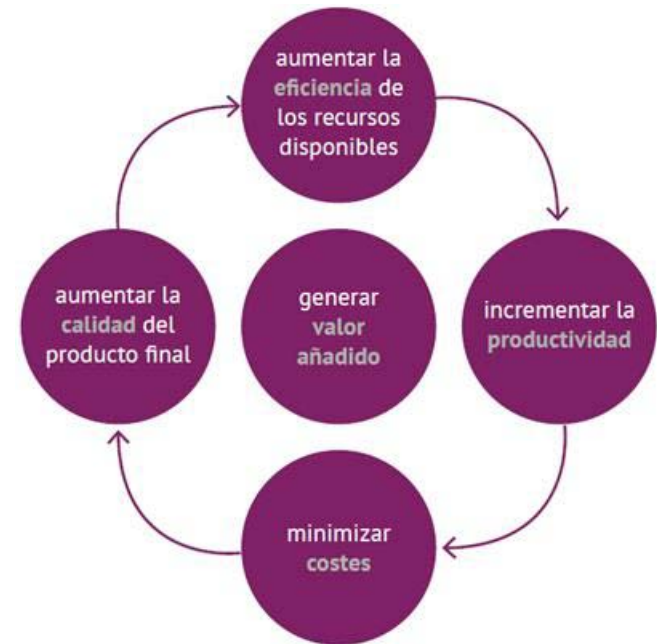 aumentar la
eficiencia de
los recursos
disponibles
aumentar la
calidad del
producto final
generar
valor
añadido
incrementar la
productividad
minimizar
costes